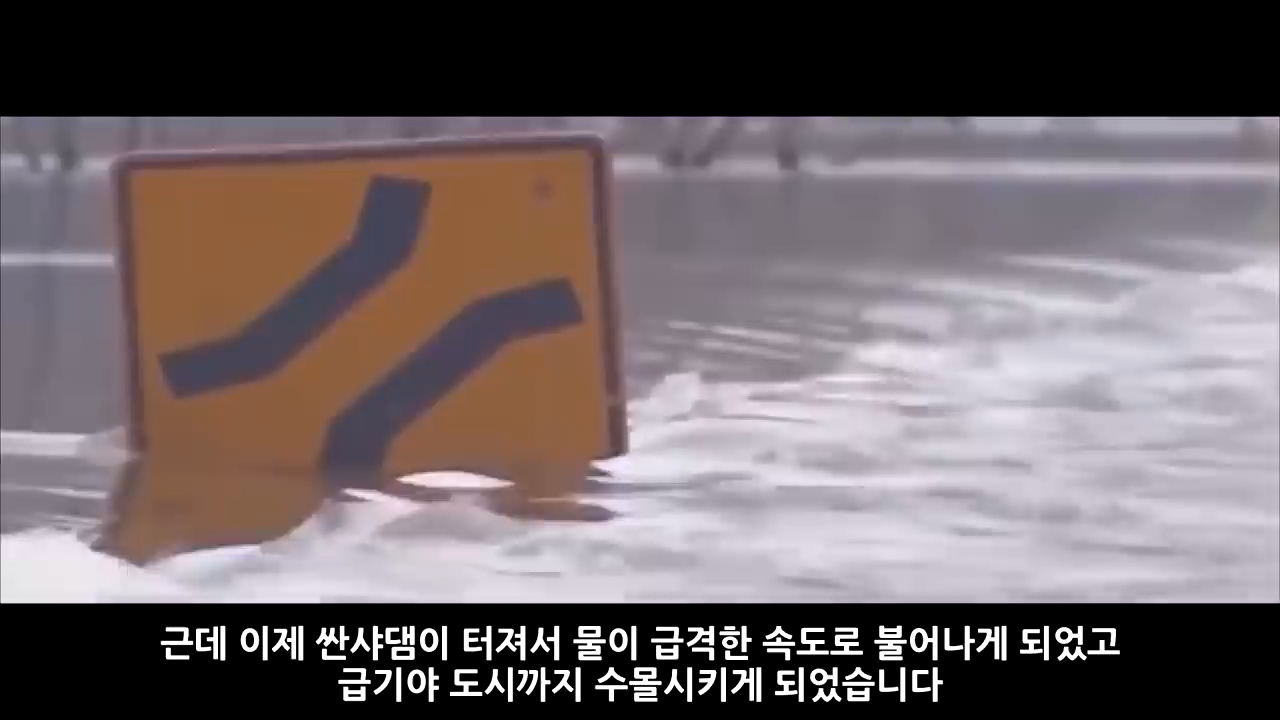 근데 이제 싼샤댐이 터져서 물이 급격한 속도로 불어나게 되었고
급기야 도시까지 수몰시키게 되었습니다